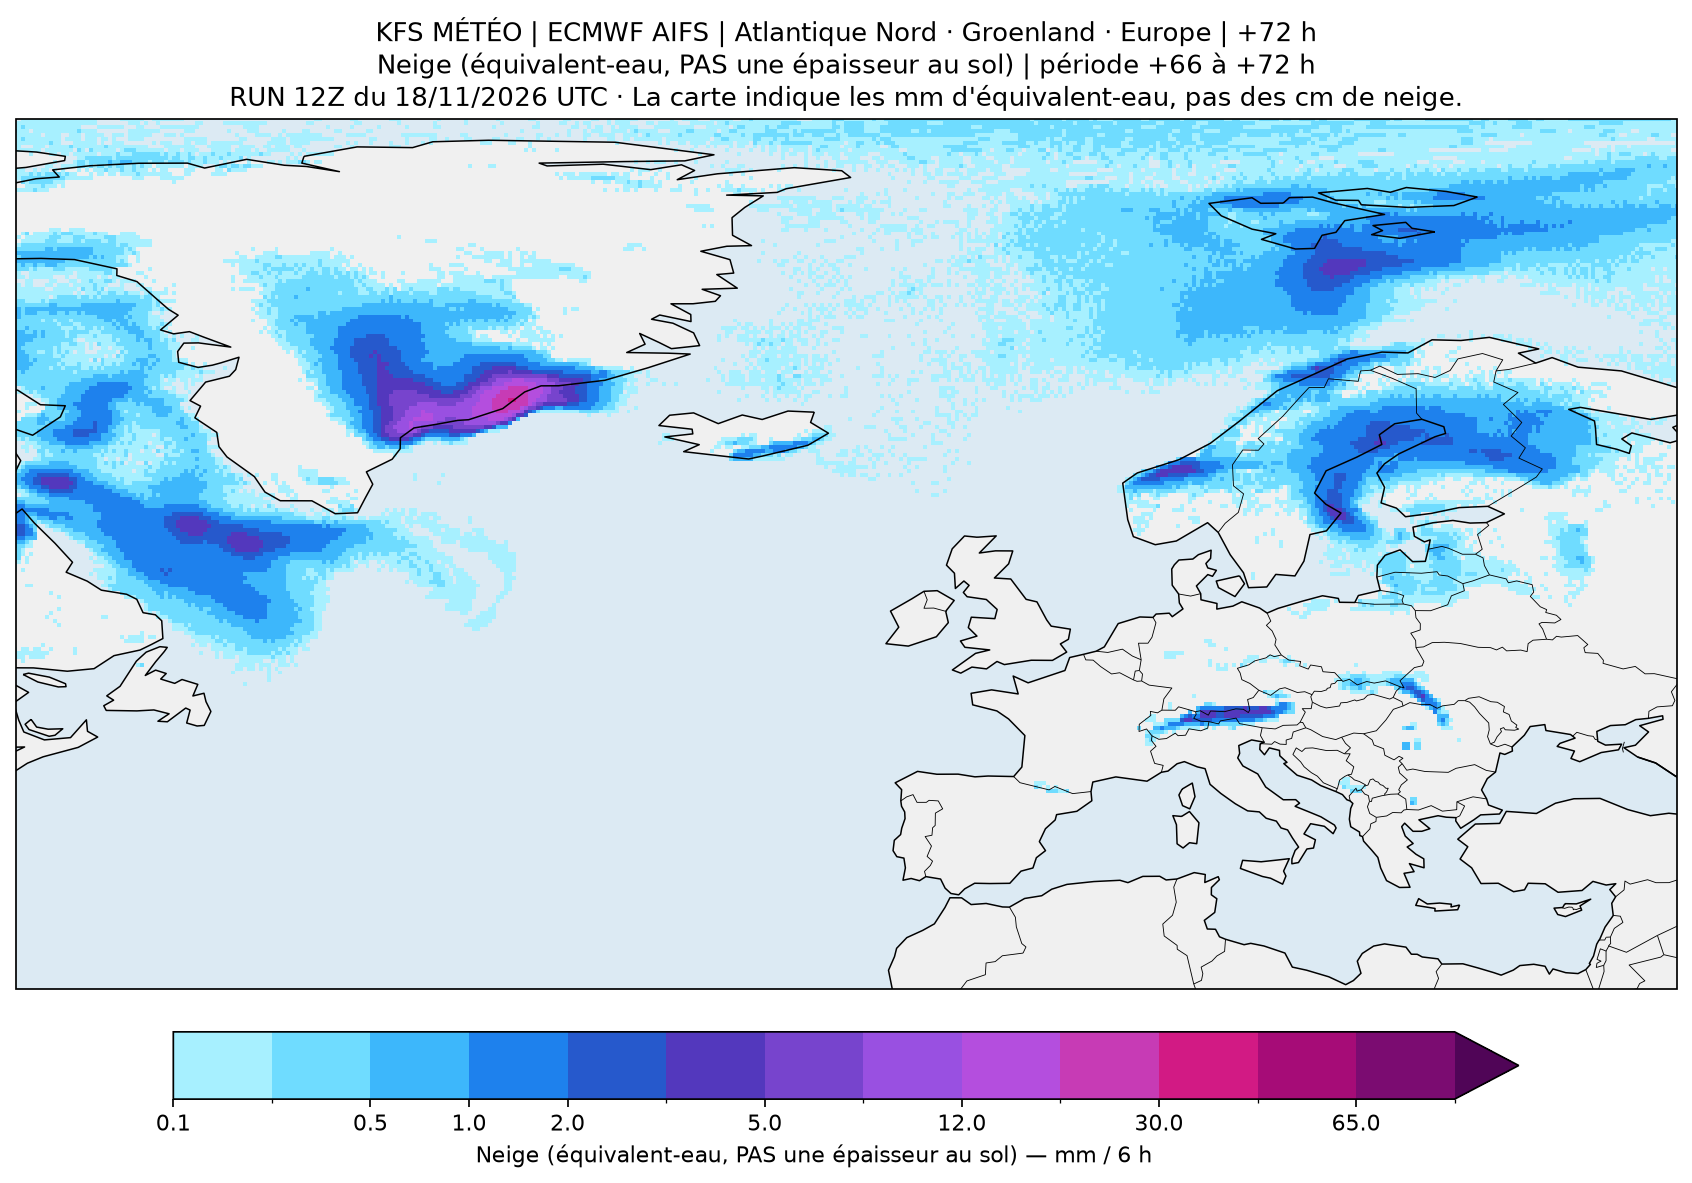 KFS MÉTÉO | ECMWF AIFS | Atlantique Nord · Groenland · Europe | +72 h
Neige (équivalent-eau, PAS une épaisseur au sol) | période +66 à +72 h
RUN 12Z du 18/11/2026 UTC · La carte indique les mm d'équivalent-eau, pas des cm de neige.
0.1 0.5 1.0 2.0 5.0 12.0 30.0 65.0
Neige (équivalent-eau, PAS une épaisseur au sol) — mm / 6 h